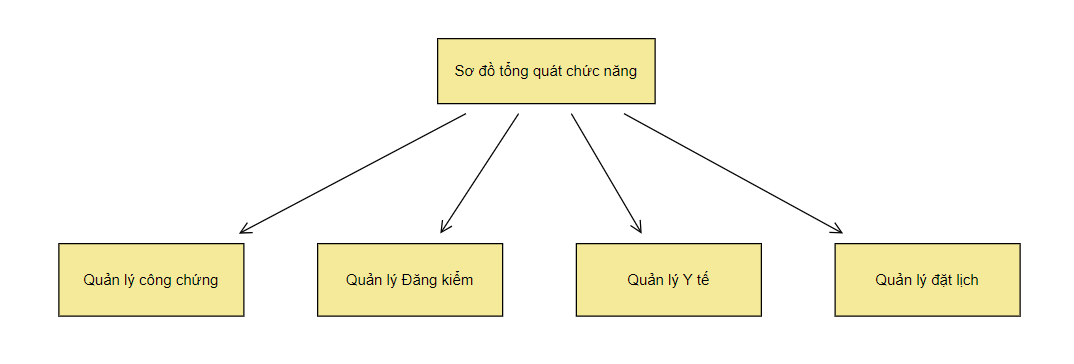 Sơ đồ tổng quát chức năng
Quản lý công chứng
Quản lý Đăng kiểm
Quản lý Y tế
Quản lý đặt lịch